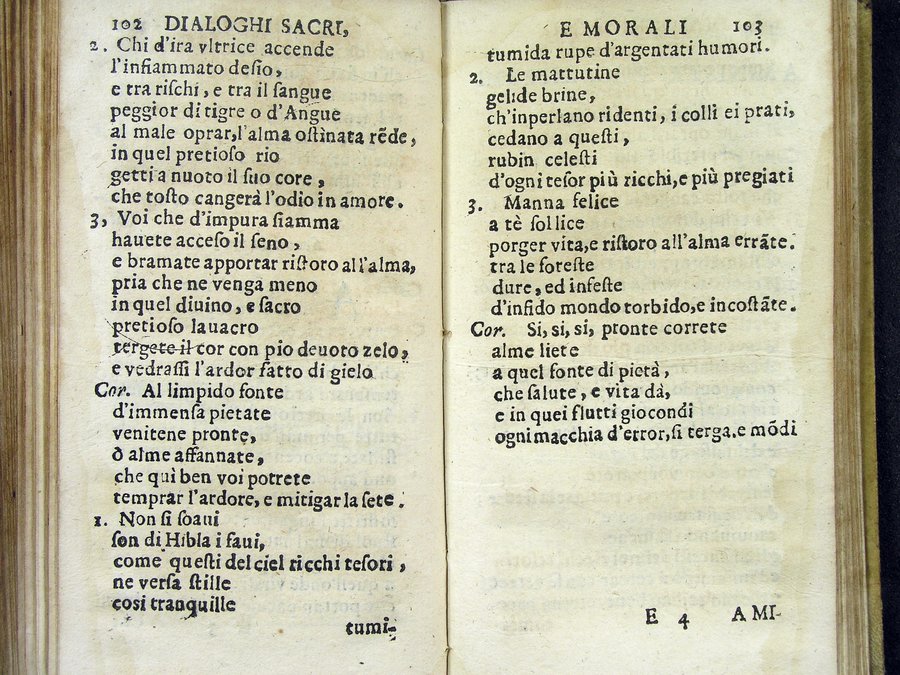 102 DIALOGHI SACRI,
2. Chi d'ira vltrice accende
l'infiammato desio,
e tra rischi, e tra il sangue
peggior di tigre o d'Angue
al male oprar,l'alma ostinata rēde,
in quel pretioso rio
getti a nuoto il suo core,
che tosto cangerà l'odio in amore.
3, Voi che d'impura fiamma
hauete acceso il seno,
e bramate apportar ristoro all'alma,
pria che ne venga meno
in quel diuino, e sacro
pretioso lauacro
tergete il cor con pio deuoto zelo,
e vedrassi l'ardor fatto di gielo
Cor. Al limpido fonte
d'immensa pietate
venitene pronte,
ò alme affannate,
che quì ben voi potrete
temprar l'ardore, e mitigar la sete.
1. Non si soaui
son di Hibla i faui,
come questi del ciel ricchi tesori,
ne versa stille
cosi tranquille
tumi-
E MORALI 103
tumida rupe d'argentati humori.
2. Le mattutine
gelide brine,
ch'inperlano ridenti, i colli ei prati,
cedano a questi,
rubin celesti
d'ogni tesor più ricchi,e più pregiati
3. Manna felice
a tè sol lice
porger vita,e ristoro all'alma errāte.
tra le foreste
dure, ed infeste
d'infido mondo torbido,e incostāte.
Cor. Si, si, si, pronte correte
alme liete
a quel fonte di pietà,
che salute, e vita dà,
e in quei flutti giocondi
ogni macchia d'error,si terga.e mōdi
E 4 AMI-